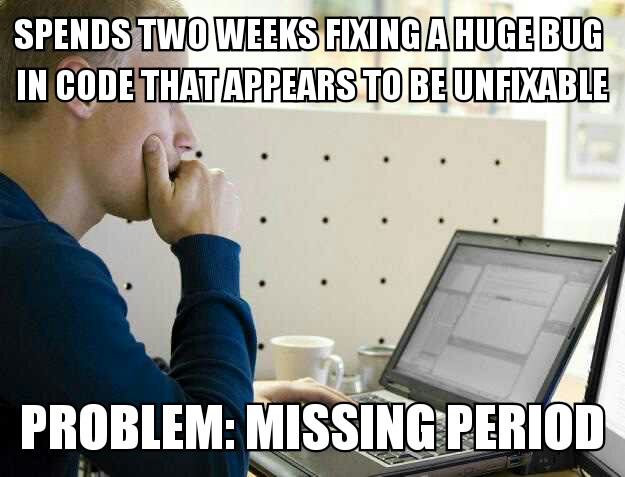 SPENDS TWO WEEKS FIXING A HUGE BUG
IN CODE THAT APPEARS TO BE UNFIXABLE
PROBLEM: MISSING PERIOD